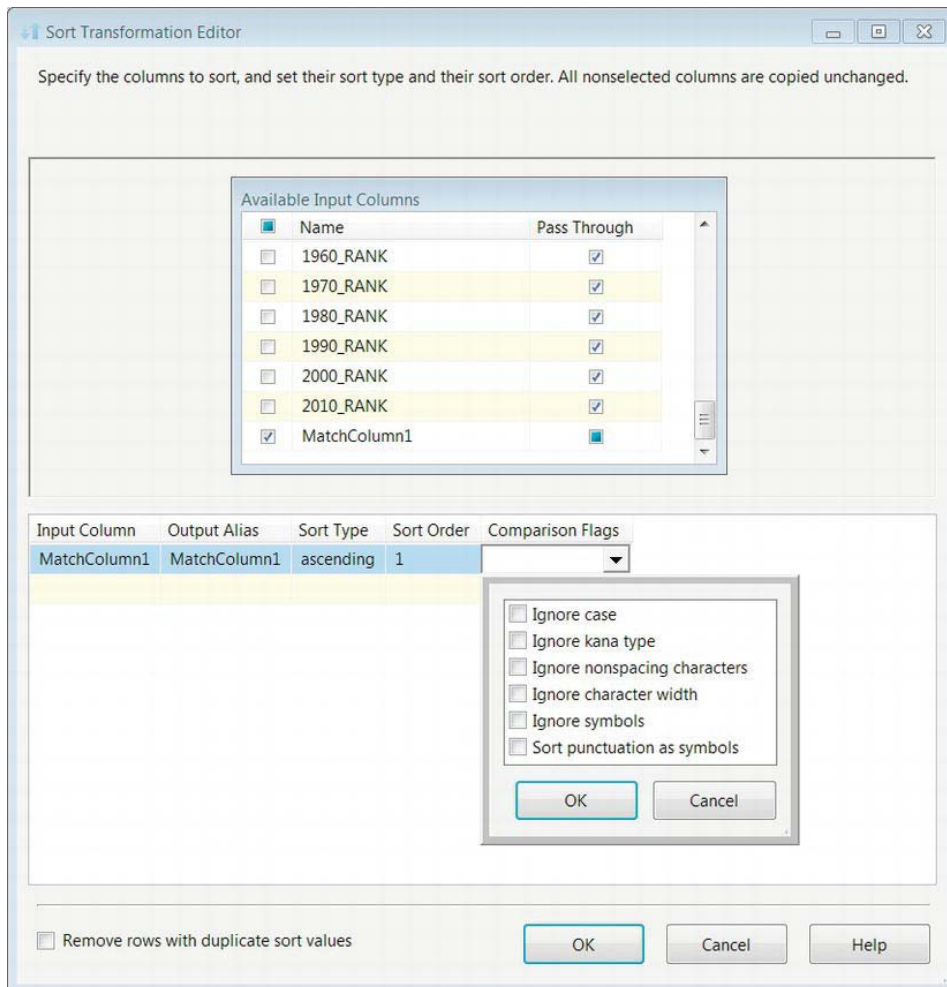 Sort Transformation Editor
Specify the columns to sort, and set their sort type and their sort order. All nonselected columns are copied unchanged.
Available Input Columns
Name Pass Through
1960_RANK
1970_RANK
1980_RANK
1990_RANK
2000_RANK
2010_RANK
MatchColumn1
Input Column Output Alias Sort Type Sort Order Comparison Flags
MatchColumn1 MatchColumn1 ascending 1
Ignore case
Ignore kana type
Ignore nonspacing characters
Ignore character width
Ignore symbols
Sort punctuation as symbols
OK Cancel
Remove rows with duplicate sort values OK Cancel Help